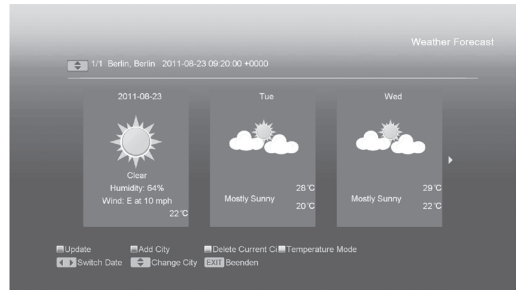 Weather Forecast
1/1 Berlin, Berlin 2011-08-23 09:20:00 +0000
2011-08-23
Clear
Humidity: 64%
Wind: E at 10 mph
22 °C
Tue
28 °C
Mostly Sunny
20 °C
Wed
29 °C
Mostly Sunny
22 °C
Update Add City Delete Current Ci Temperature Mode
Switch Date Change City EXIT Beenden